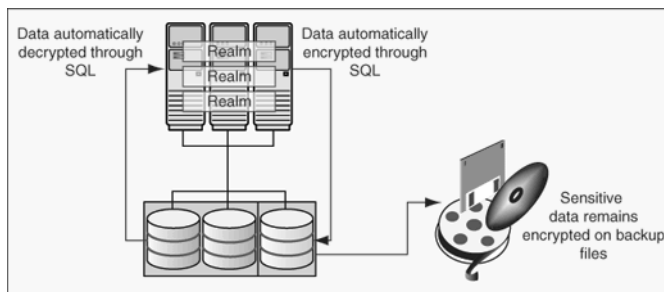 Data automatically
decrypted through
SQL
Realm
Realm
Realm
Data automatically
encrypted through
SQL
Sensitive
data remains
encrypted on backup
files